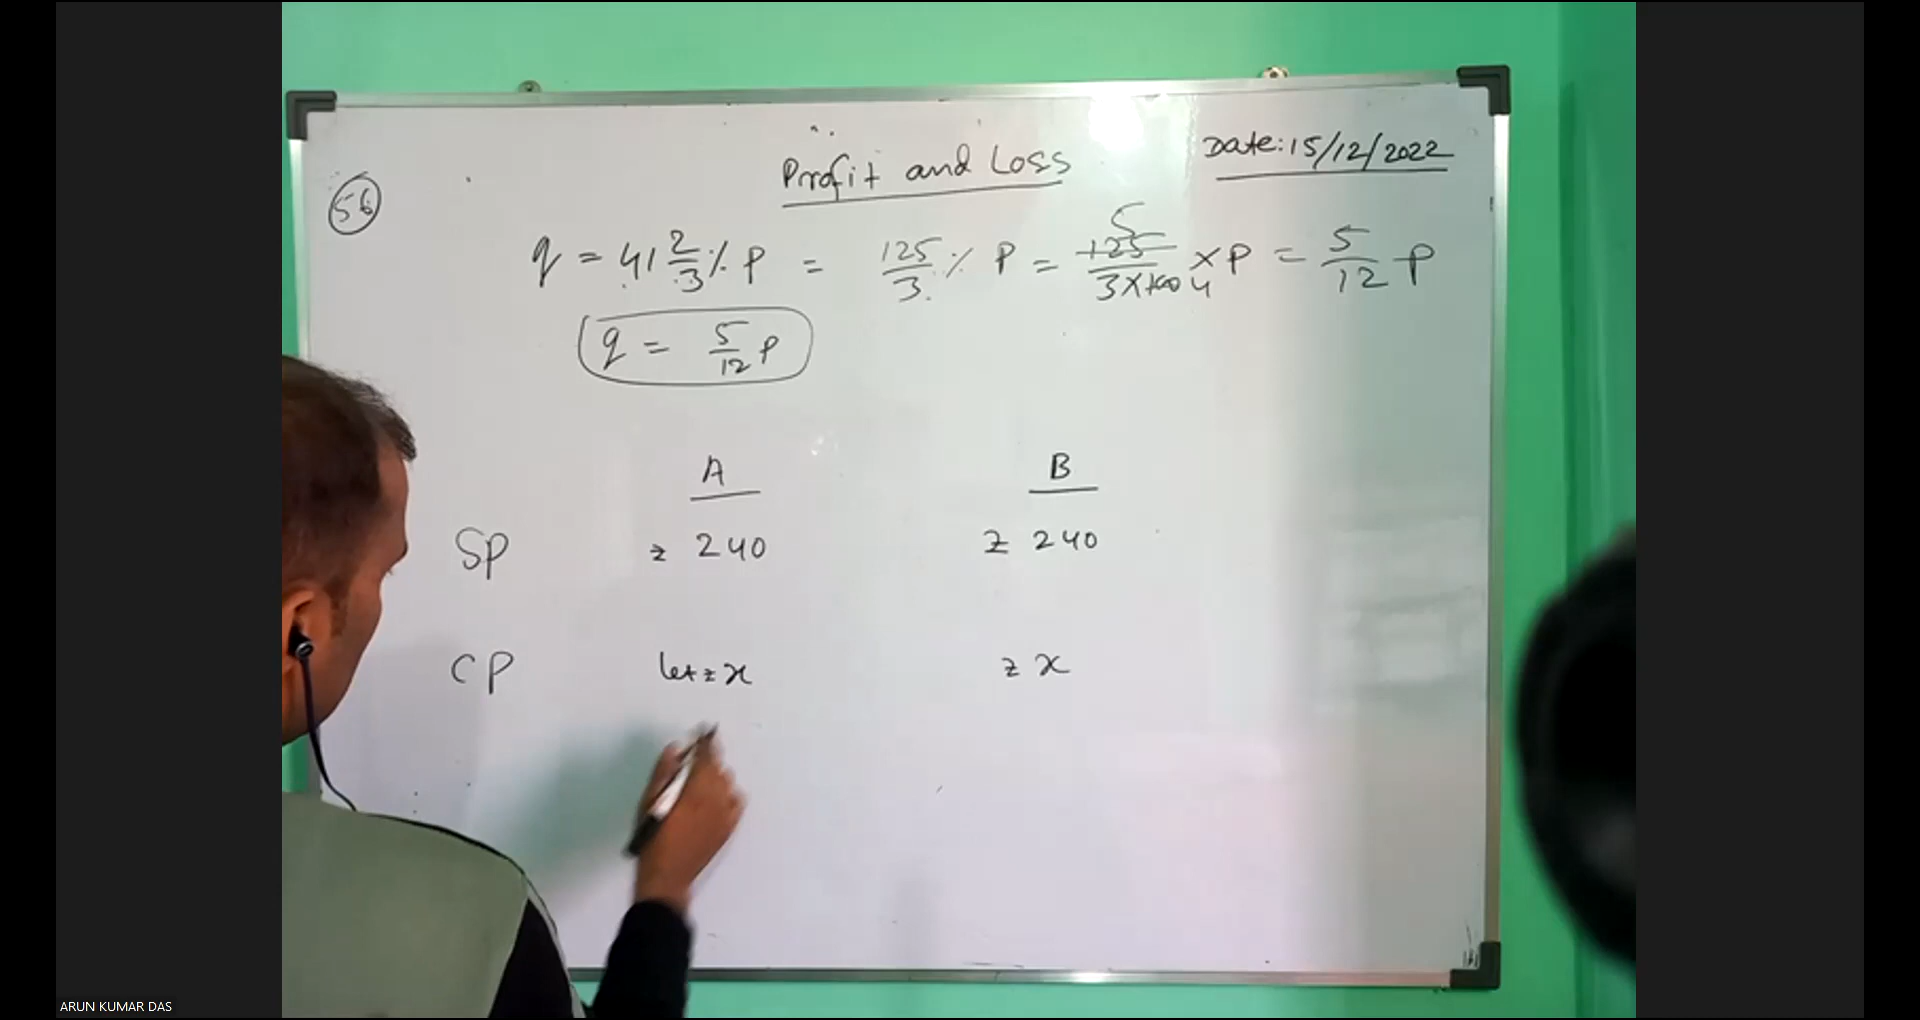 Profit and Loss
Date: 15/12/2022
56
q = 41 2/3 % P = 125/3 % P = 125/3×100 × P = 5/12 P
q = 5/12 P
A B
SP = 240 = 240
CP let = x = x
ARUN KUMAR DAS